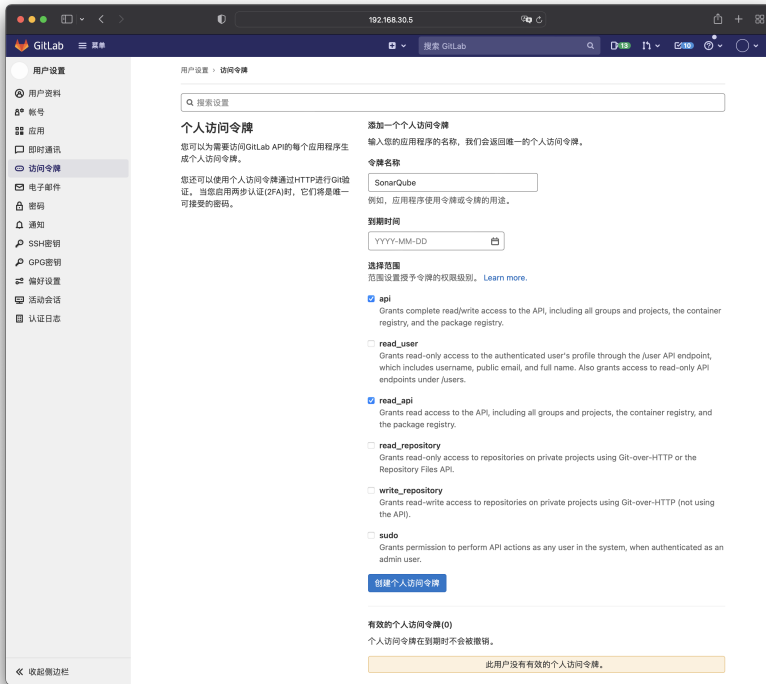 192.168.30.5
GitLab
菜单
搜索 GitLab
13
10
用户设置
用户资料
帐号
应用
即时通讯
访问令牌
电子邮件
密码
通知
SSH密钥
GPG密钥
偏好设置
活动会话
认证日志
收起侧边栏
用户设置 › 访问令牌
搜索设置
个人访问令牌
您可以为需要访问GitLab API的每个应用程序生
成个人访问令牌。
您还可以使用个人访问令牌通过HTTP进行Git验
证。 当您启用两步认证(2FA)时，它们将是唯一
可接受的密码。
添加一个个人访问令牌
输入您的应用程序的名称，我们会返回唯一的个人访问令牌。
令牌名称
SonarQube
例如，应用程序使用令牌或令牌的用途。
到期时间
YYYY-MM-DD
选择范围
范围设置授予令牌的权限级别。 Learn more.
api
Grants complete read/write access to the API, including all groups and projects, the container
registry, and the package registry.
read_user
Grants read-only access to the authenticated user's profile through the /user API endpoint,
which includes username, public email, and full name. Also grants access to read-only API
endpoints under /users.
read_api
Grants read access to the API, including all groups and projects, the container registry, and
the package registry.
read_repository
Grants read-only access to repositories on private projects using Git-over-HTTP or the
Repository Files API.
write_repository
Grants read-write access to repositories on private projects using Git-over-HTTP (not using
the API).
sudo
Grants permission to perform API actions as any user in the system, when authenticated as an
admin user.
创建个人访问令牌
有效的个人访问令牌(0)
个人访问令牌在到期时不会被撤销。
此用户没有有效的个人访问令牌。